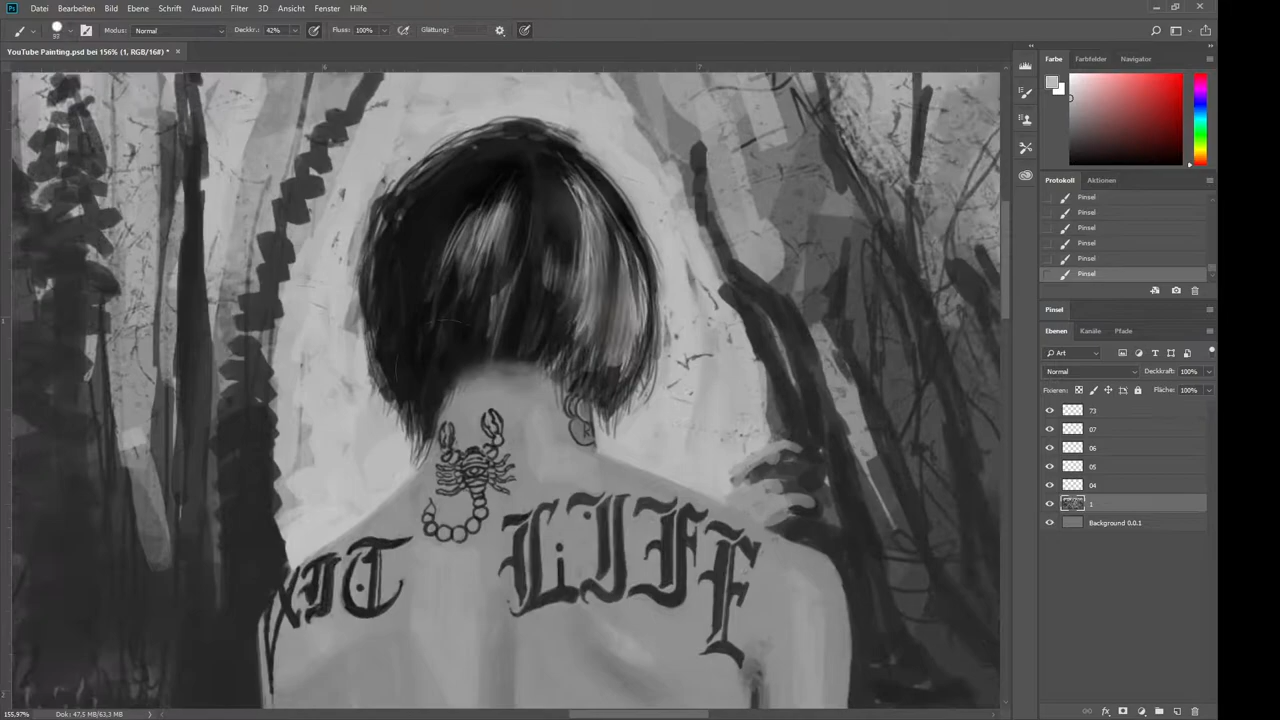 Datei Bearbeiten Bild Ebene Schrift Auswahl Filter 3D Ansicht Fenster Hilfe
Modus: Normal Deckkr.: 42% Fluss: 100% Glättung:
YouTube Painting.psd bei 156% (1, RGB/16#) *
Farbe Farbfelder Navigator
Protokoll Aktionen
Pinsel
Pinsel
Pinsel
Pinsel
Pinsel
Pinsel
Pinsel
Ebenen Kanäle Pfade
Art
Normal Deckkraft: 100%
Fixieren: Fläche: 100%
73
07
06
05
04
1
Background 0.0.1
XIT LIFE
155,97% Dok: 47,5 MB/63,3 MB